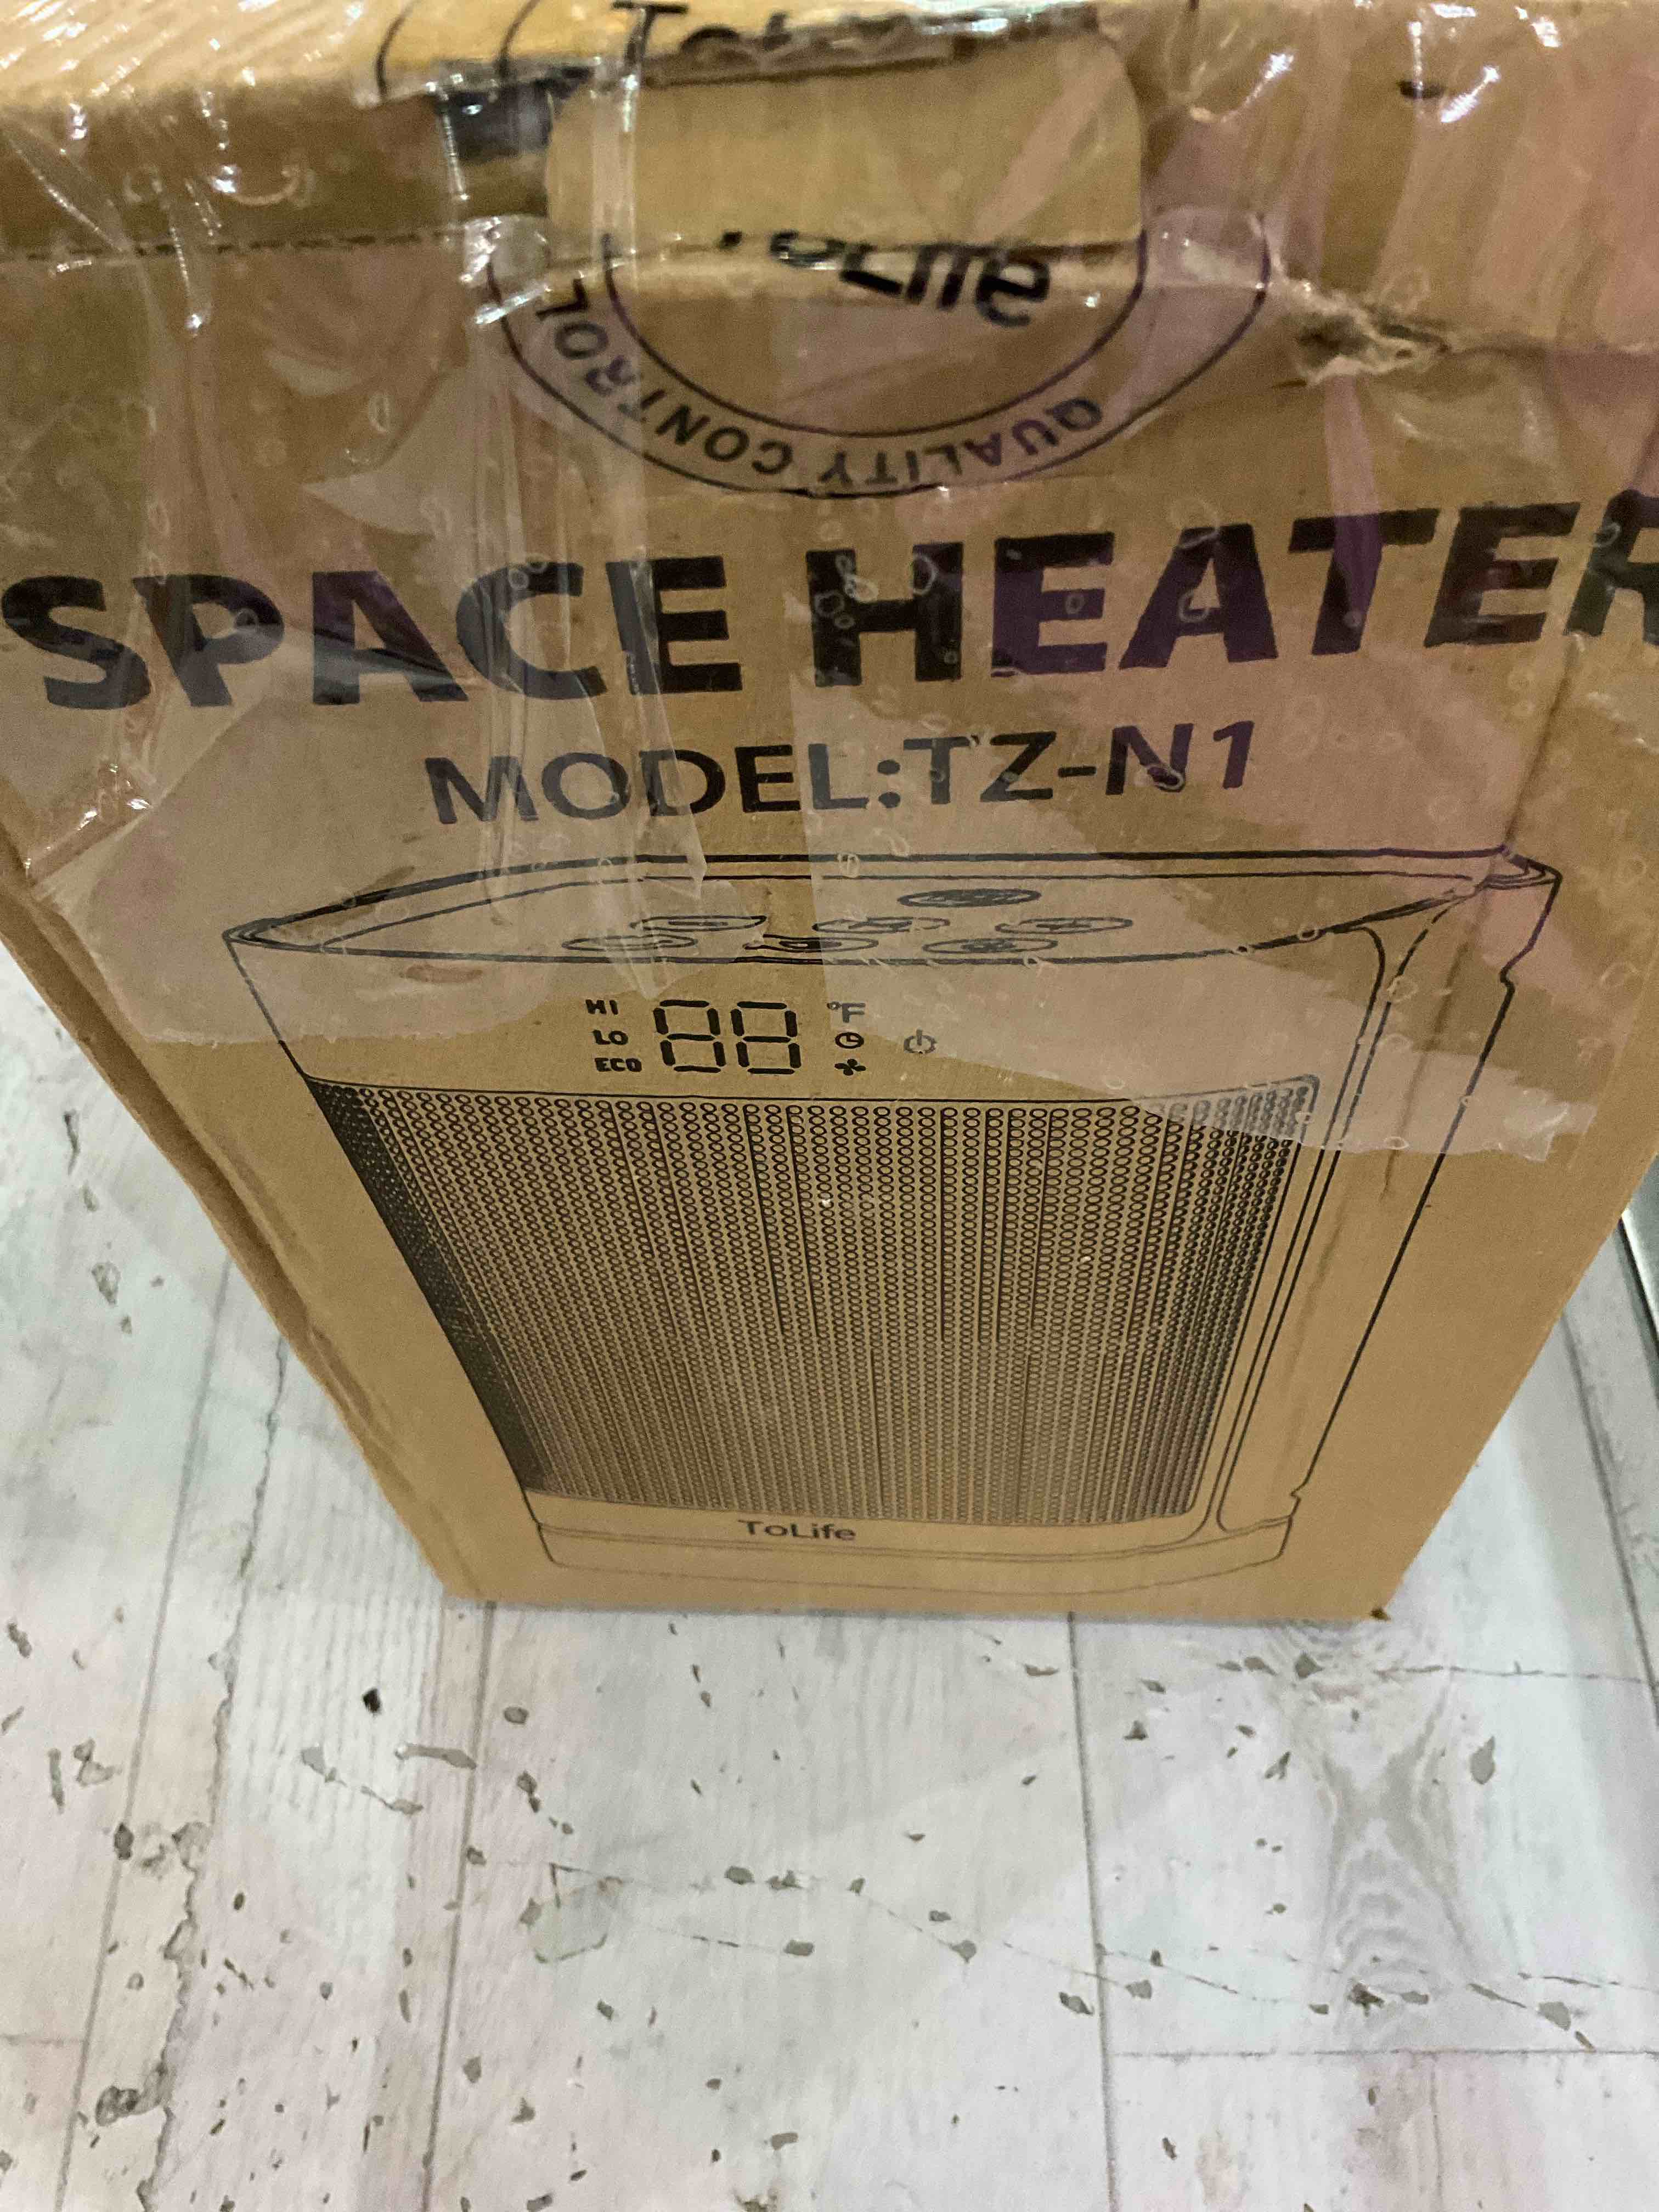 ToLife
QUALITY CONTROL
SPACE HEATER
MODEL:TZ-N1
HI
LO
ECO
88
°F
ToLife